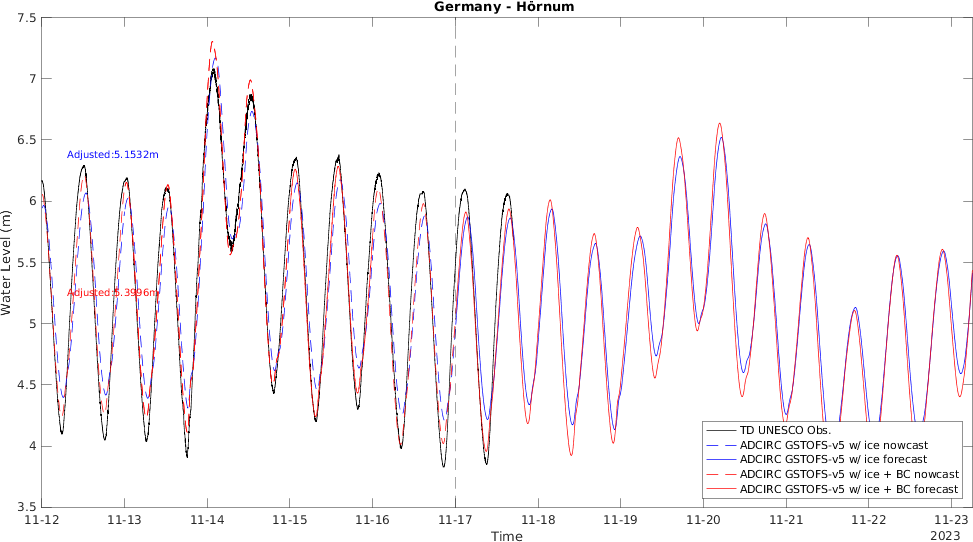 Germany - Hörnum
7.5
7
6.5
6
5.5
5
4.5
4
3.5
Water Level (m)
Adjusted:5.1532m
Adjusted:5.3996m
TD UNESCO Obs.
ADCIRC GSTOFS-v5 w/ ice nowcast
ADCIRC GSTOFS-v5 w/ ice forecast
ADCIRC GSTOFS-v5 w/ ice + BC nowcast
ADCIRC GSTOFS-v5 w/ ice + BC forecast
11-12 11-13 11-14 11-15 11-16 11-17 11-18 11-19 11-20 11-21 11-22 11-23
Time
2023